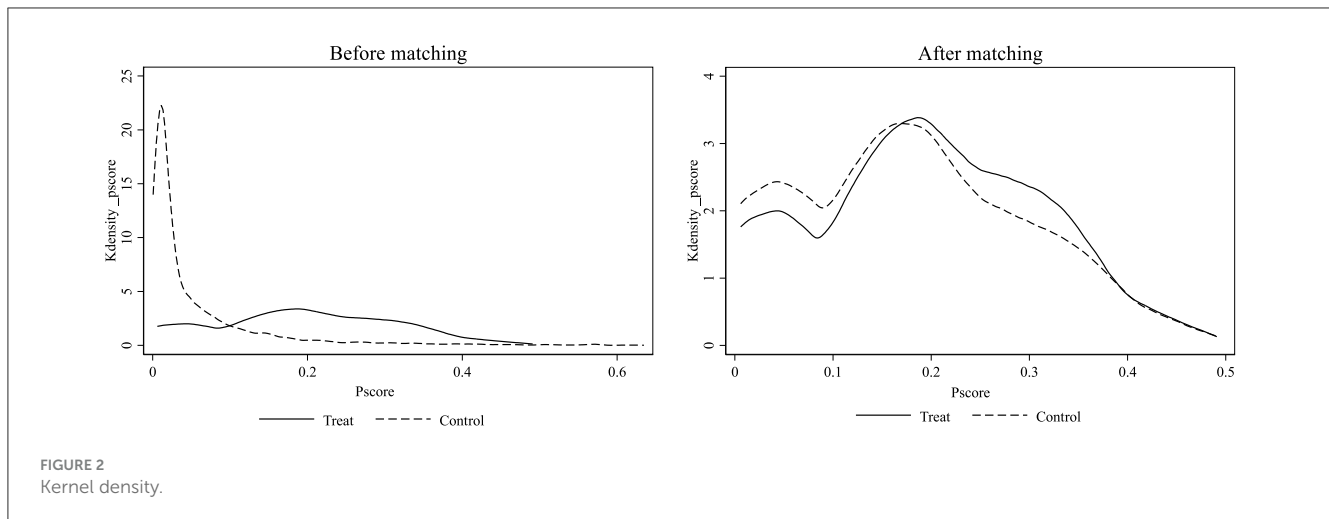 Before matching
Kdensity_pscore
25
20
15
10
5
0
0
0.2
0.4
0.6
Pscore
Treat
Control
After matching
Kdensity_pscore
4
3
2
1
0
0
0.1
0.2
0.3
0.4
0.5
Pscore
Treat
Control
FIGURE 2
Kernel density.